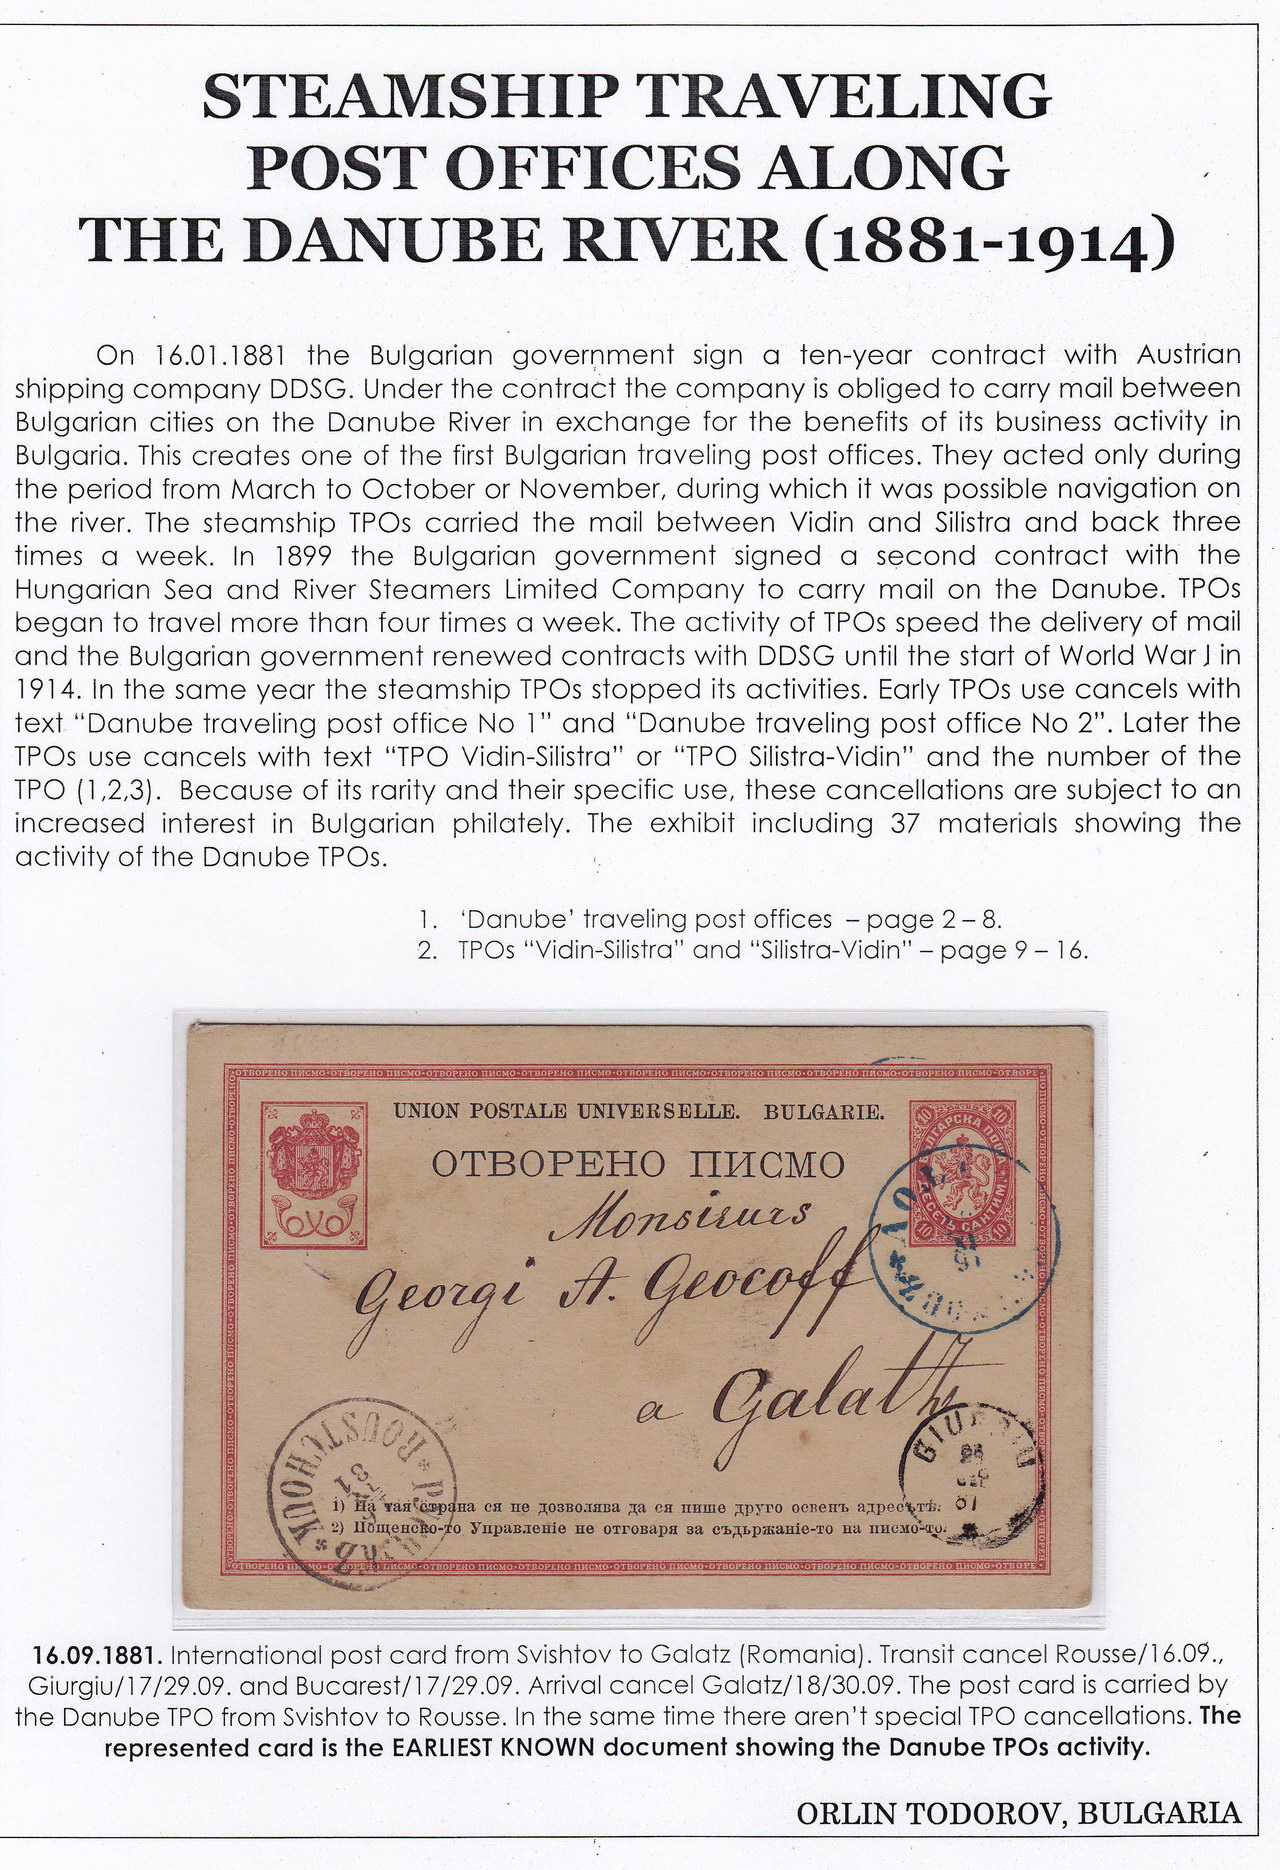 STEAMSHIP TRAVELING
POST OFFICES ALONG
THE DANUBE RIVER (1881-1914)
On 16.01.1881 the Bulgarian government sign a ten-year contract with Austrian
shipping company DDSG. Under the contract the company is obliged to carry mail between
Bulgarian cities on the Danube River in exchange for the benefits of its business activity in
Bulgaria. This creates one of the first Bulgarian traveling post offices. They acted only during
the period from March to October or November, during which it was possible navigation on
the river. The steamship TPOs carried the mail between Vidin and Silistra and back three
times a week. In 1899 the Bulgarian government signed a second contract with the
Hungarian Sea and River Steamers Limited Company to carry mail on the Danube. TPOs
began to travel more than four times a week. The activity of TPOs speed the delivery of mail
and the Bulgarian government renewed contracts with DDSG until the start of World War I in
1914. In the same year the steamship TPOs stopped its activities. Early TPOs use cancels with
text “Danube traveling post office No 1” and “Danube traveling post office No 2”. Later the
TPOs use cancels with text “TPO Vidin-Silistra” or “TPO Silistra-Vidin” and the number of the
TPO (1,2,3). Because of its rarity and their specific use, these cancellations are subject to an
increased interest in Bulgarian philately. The exhibit including 37 materials showing the
activity of the Danube TPOs.
1. ‘Danube’ traveling post offices – page 2 – 8.
2. TPOs “Vidin-Silistra” and “Silistra-Vidin” – page 9 – 16.
UNION POSTALE UNIVERSELLE. BULGARIE.
ОТВОРЕНО ПИСМО
10 10
БЪЛГАРСКА ПОЩА
ДЕСЕТЬ САНТИМ.
10 10
Monsieurs
Georgi A. Geocoff
a Galatz
GIURGIU
ROUSTCHOUK
1) На тая страна ся не дозволява да ся пише друго освенъ адресътъ.
2) Пощенско-то Управленіе не отговаря за съдържаніе-то на писмо-то.
16.09.1881. International post card from Svishtov to Galatz (Romania). Transit cancel Rousse/16.09.,
Giurgiu/17/29.09. and Bucarest/17/29.09. Arrival cancel Galatz/18/30.09. The post card is carried by
the Danube TPO from Svishtov to Rousse. In the same time there aren’t special TPO cancellations. The
represented card is the EARLIEST KNOWN document showing the Danube TPOs activity.
ORLIN TODOROV, BULGARIA